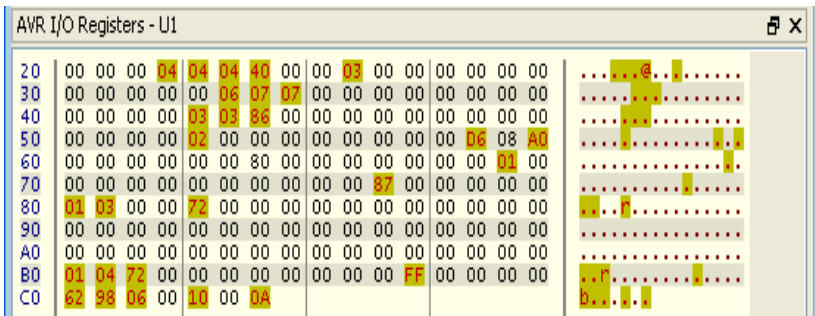 AVR I/O Registers - U1
20 00 00 00 04 04 04 40 00 00 03 00 00 00 00 00 00 ......@.........
30 00 00 00 00 00 06 07 07 00 00 00 00 00 00 00 00 ................
40 00 00 00 00 03 03 86 00 00 00 00 00 00 00 00 00 ................
50 00 00 00 00 02 00 00 00 00 00 00 00 00 D6 08 A0 ................
60 00 00 00 00 00 00 80 00 00 00 00 00 00 00 01 00 ................
70 00 00 00 00 00 00 00 00 00 00 87 00 00 00 00 00 ................
80 01 03 00 00 72 00 00 00 00 00 00 00 00 00 00 00 ....r...........
90 00 00 00 00 00 00 00 00 00 00 00 00 00 00 00 00 ................
A0 00 00 00 00 00 00 00 00 00 00 00 00 00 00 00 00 ................
B0 01 04 72 00 00 00 00 00 00 00 00 FF 00 00 00 00 ..r.............
C0 62 98 06 00 10 00 0A b......